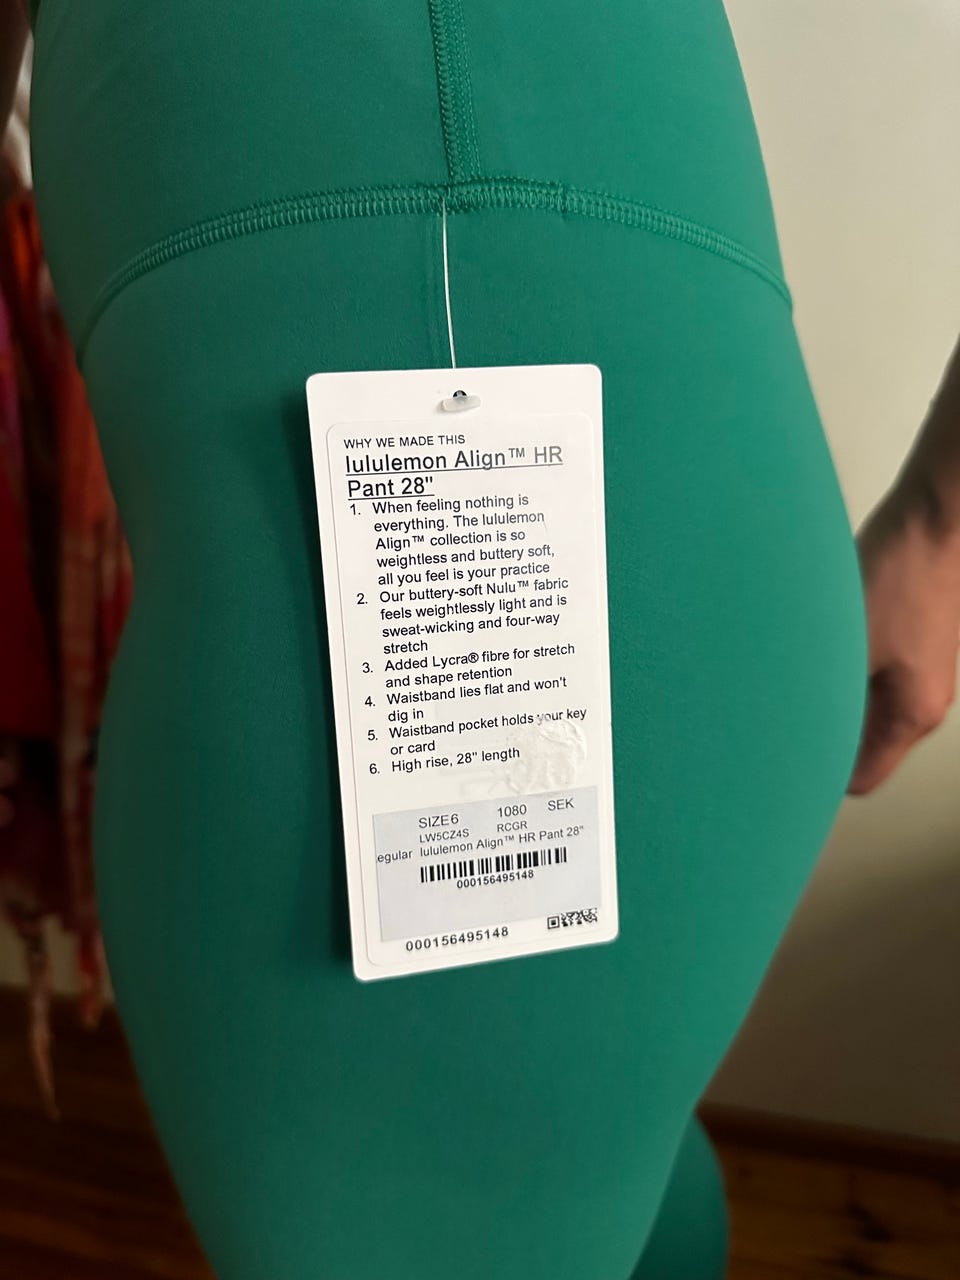 WHY WE MADE THIS
lululemon Align™ HR
Pant 28"
1. When feeling nothing is
everything. The lululemon
Align™ collection is so
weightless and buttery soft,
all you feel is your practice
2. Our buttery-soft Nulu™ fabric
feels weightlessly light and is
sweat-wicking and four-way
stretch
3. Added Lycra® fibre for stretch
and shape retention
4. Waistband lies flat and won't
dig in
5. Waistband pocket holds your key
or card
6. High rise, 28" length
SIZE6 1080 SEK
LW5CZ4S RCGR
egular lululemon Align™ HR Pant 28"
000156495148
000156495148